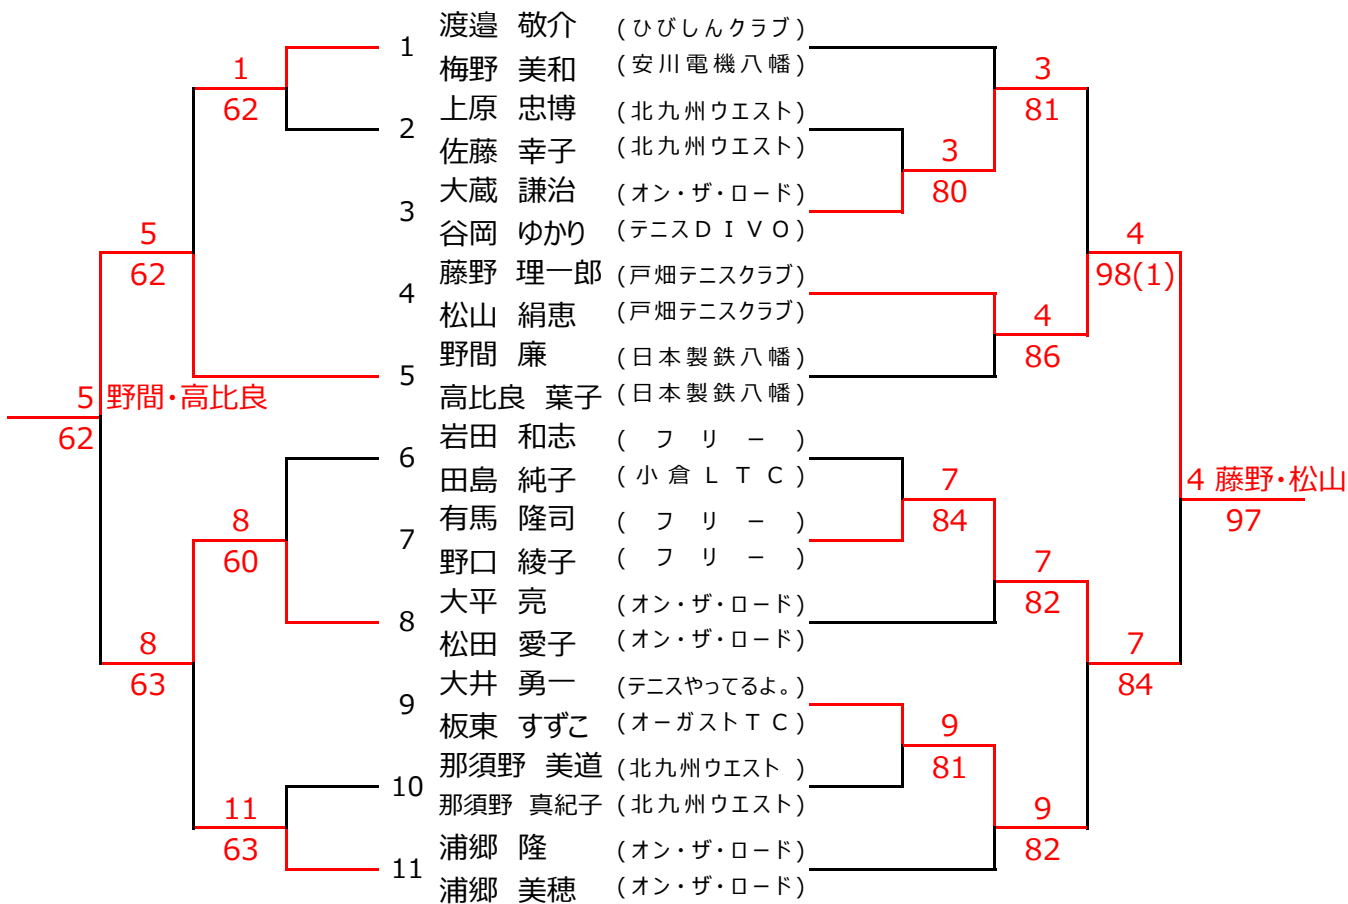 渡邉 敬介 (ひびしんクラブ)
1
梅野 美和 (安川電機八幡)
1
62
3
81
上原 忠博 (北九州ウエスト)
2
佐藤 幸子 (北九州ウエスト)
3
80
大蔵 謙治 (オン・ザ・ロード)
3
谷岡 ゆかり (テニスＤＩＶＯ)
5
62
4
98(1)
藤野 理一郎 (戸畑テニスクラブ)
4
松山 絹恵 (戸畑テニスクラブ)
4
86
野間 廉 (日本製鉄八幡)
5
高比良 葉子 (日本製鉄八幡)
5 野間・高比良
62
岩田 和志 (フリー)
6
田島 純子 (小倉ＬＴＣ)
7
84
4 藤野・松山
97
有馬 隆司 (フリー)
7
野口 綾子 (フリー)
8
60
7
82
大平 亮 (オン・ザ・ロード)
8
松田 愛子 (オン・ザ・ロード)
8
63
7
84
大井 勇一 (テニスやってるよ。)
9
板東 すずこ (オーガストＴＣ)
9
81
那須野 美道 (北九州ウエスト )
10
那須野 真紀子 (北九州ウエスト)
11
63
9
82
浦郷 隆 (オン・ザ・ロード)
11
浦郷 美穂 (オン・ザ・ロード)